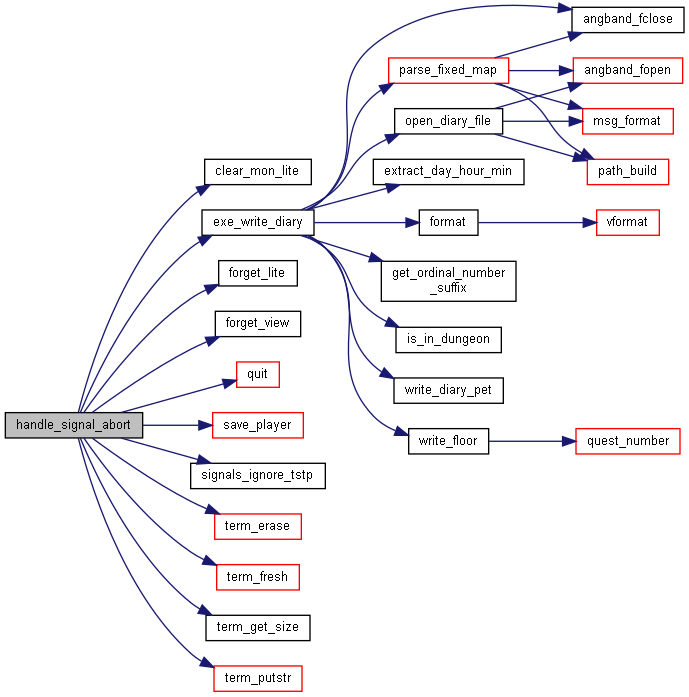 angband_fclose
parse_fixed_map
angband_fopen
open_diary_file
msg_format
clear_mon_lite
extract_day_hour_min
path_build
exe_write_diary
format
vformat
forget_lite
get_ordinal_number
_suffix
forget_view
is_in_dungeon
quit
write_diary_pet
handle_signal_abort
save_player
write_floor
quest_number
signals_ignore_tstp
term_erase
term_fresh
term_get_size
term_putstr